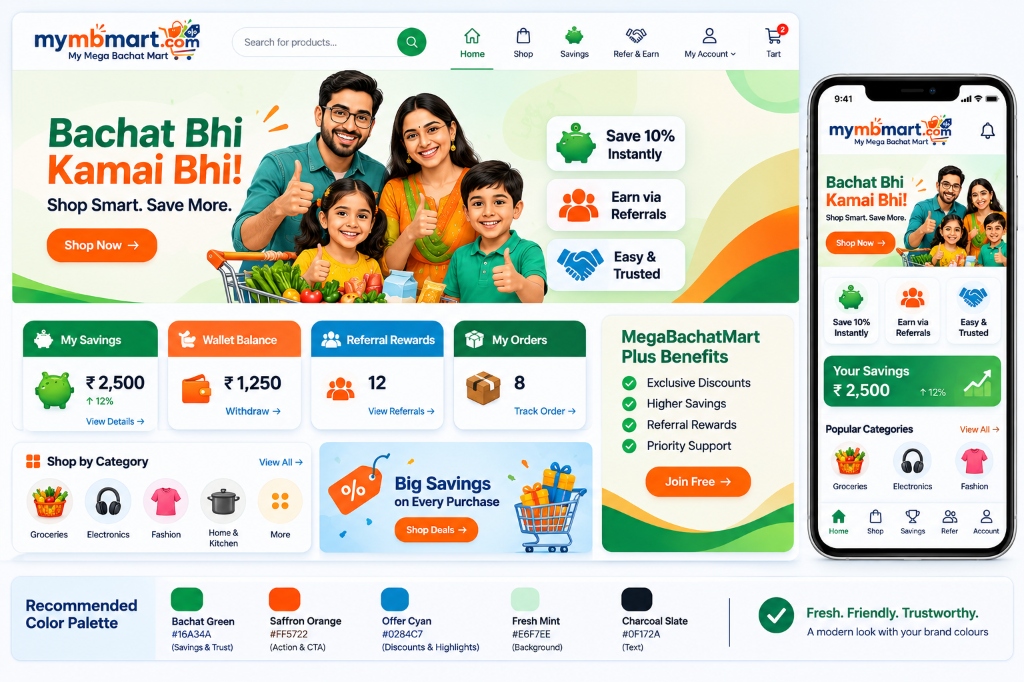 mymbmart.com
My Mega Bachat Mart
Search for products...
Home
Shop
Savings
Refer & Earn
My Account
2
Tart
Bachat Bhi
Kamai Bhi!
Shop Smart. Save More.
Shop Now →
Save 10%
Instantly
Earn via
Referrals
Easy &
Trusted
My Savings
₹ 2,500
↑ 12%
View Details →
Wallet Balance
₹ 1,250
Withdraw →
Referral Rewards
12
View Referrals →
My Orders
8
Track Order →
MegaBachatMart
Plus Benefits
Exclusive Discounts
Higher Savings
Referral Rewards
Priority Support
Join Free →
Shop by Category
View All →
Groceries
Electronics
Fashion
Home &
Kitchen
More
%
Big Savings
on Every Purchase
Shop Deals →
9:41
mymbmart.com
My Mega Bachat Mart
Bachat Bhi
Kamai Bhi!
Shop Smart. Save More.
Shop Now →
Save 10%
Instantly
Earn via
Referrals
Easy &
Trusted
Your Savings
₹ 2,500
↑ 12%
Popular Categories
View All →
Groceries
Electronics
Fashion
Home
Shop
Savings
Refer
Account
Recommended
Color Palette
Bachat Green
#16A34A
(Savings & Trust)
Saffron Orange
#FF5722
(Action & CTA)
Offer Cyan
#0284C7
(Discounts & Highlights)
Fresh Mint
#E6F7EE
(Background)
Charcoal Slate
#0F172A
(Text)
Fresh. Friendly. Trustworthy.
A modern look with your brand colours